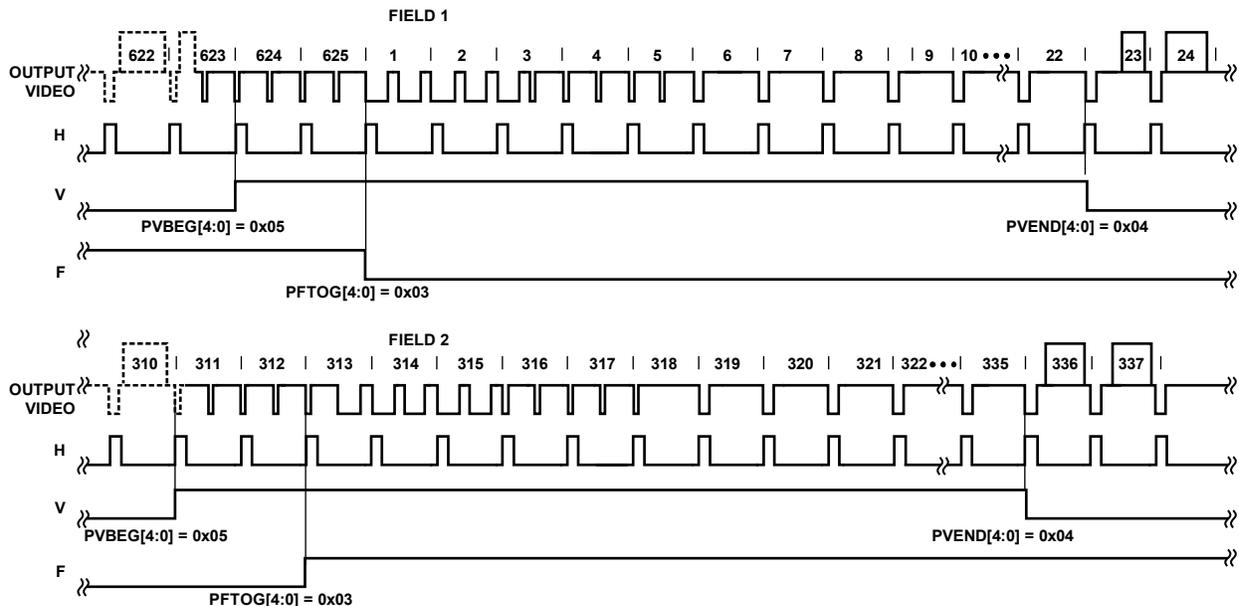 FIELD 1
622 623 624 625 1 2 3 4 5 6 7 8 9 10 ••• 22 23 24
OUTPUT
VIDEO
H
V
PVBEG[4:0] = 0x05 PVEND[4:0] = 0x04
F
PFTOG[4:0] = 0x03
FIELD 2
310 311 312 313 314 315 316 317 318 319 320 321 322 ••• 335 336 337
OUTPUT
VIDEO
H
V
PVBEG[4:0] = 0x05 PVEND[4:0] = 0x04
F
PFTOG[4:0] = 0x03